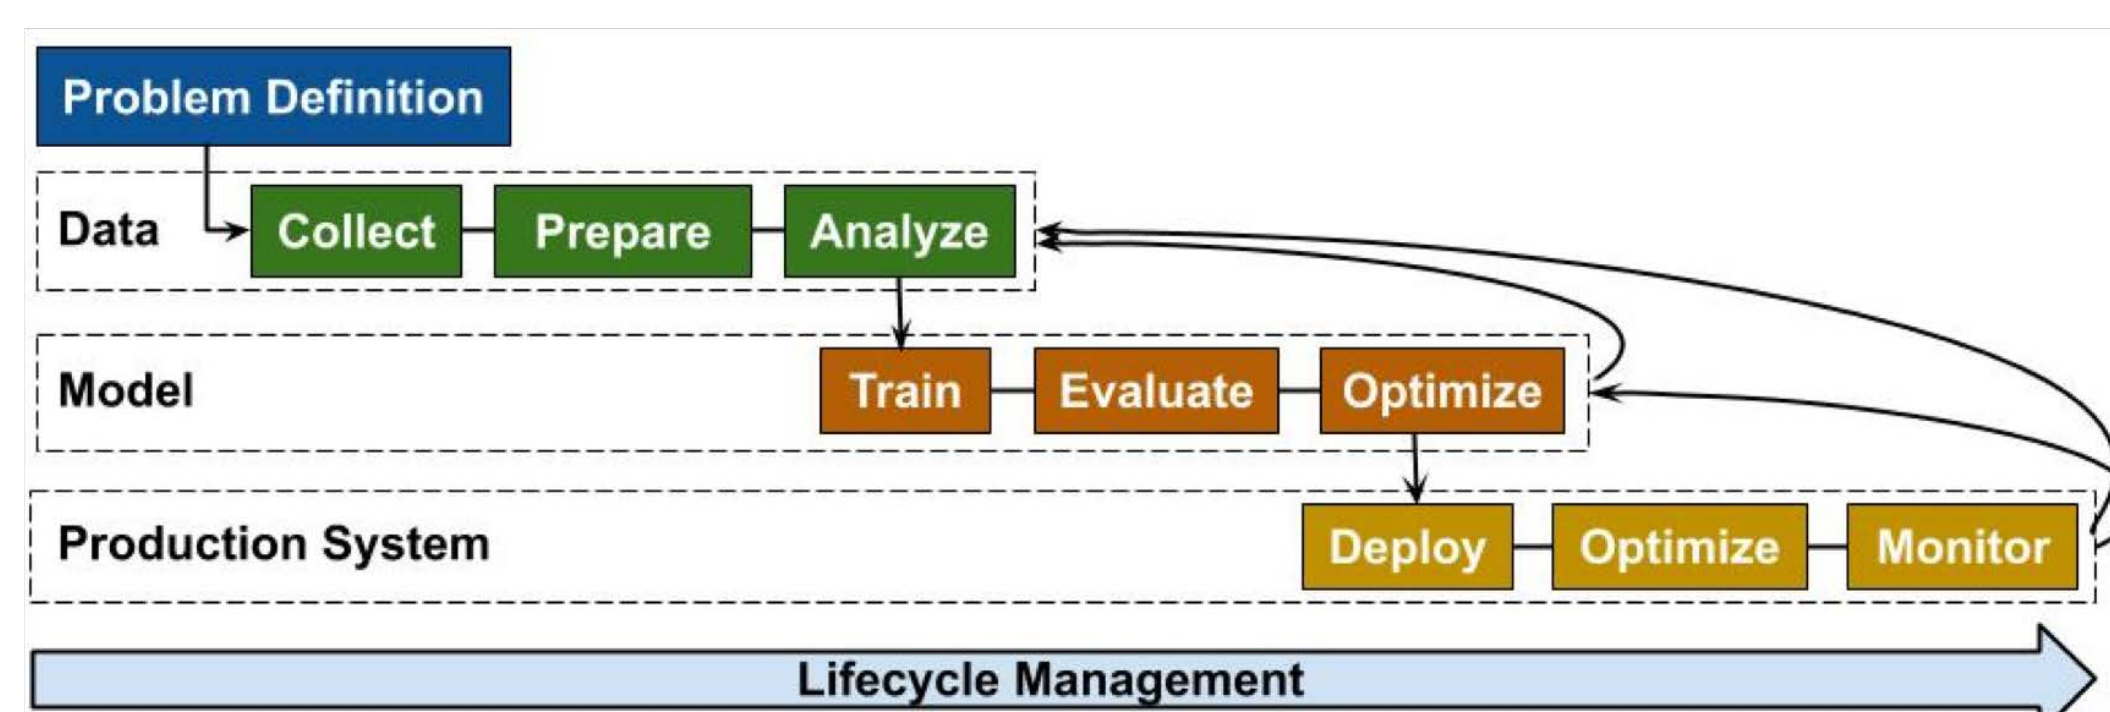 Problem Definition
Data Collect Prepare Analyze
Model Train Evaluate Optimize
Production System Deploy Optimize Monitor
Lifecycle Management